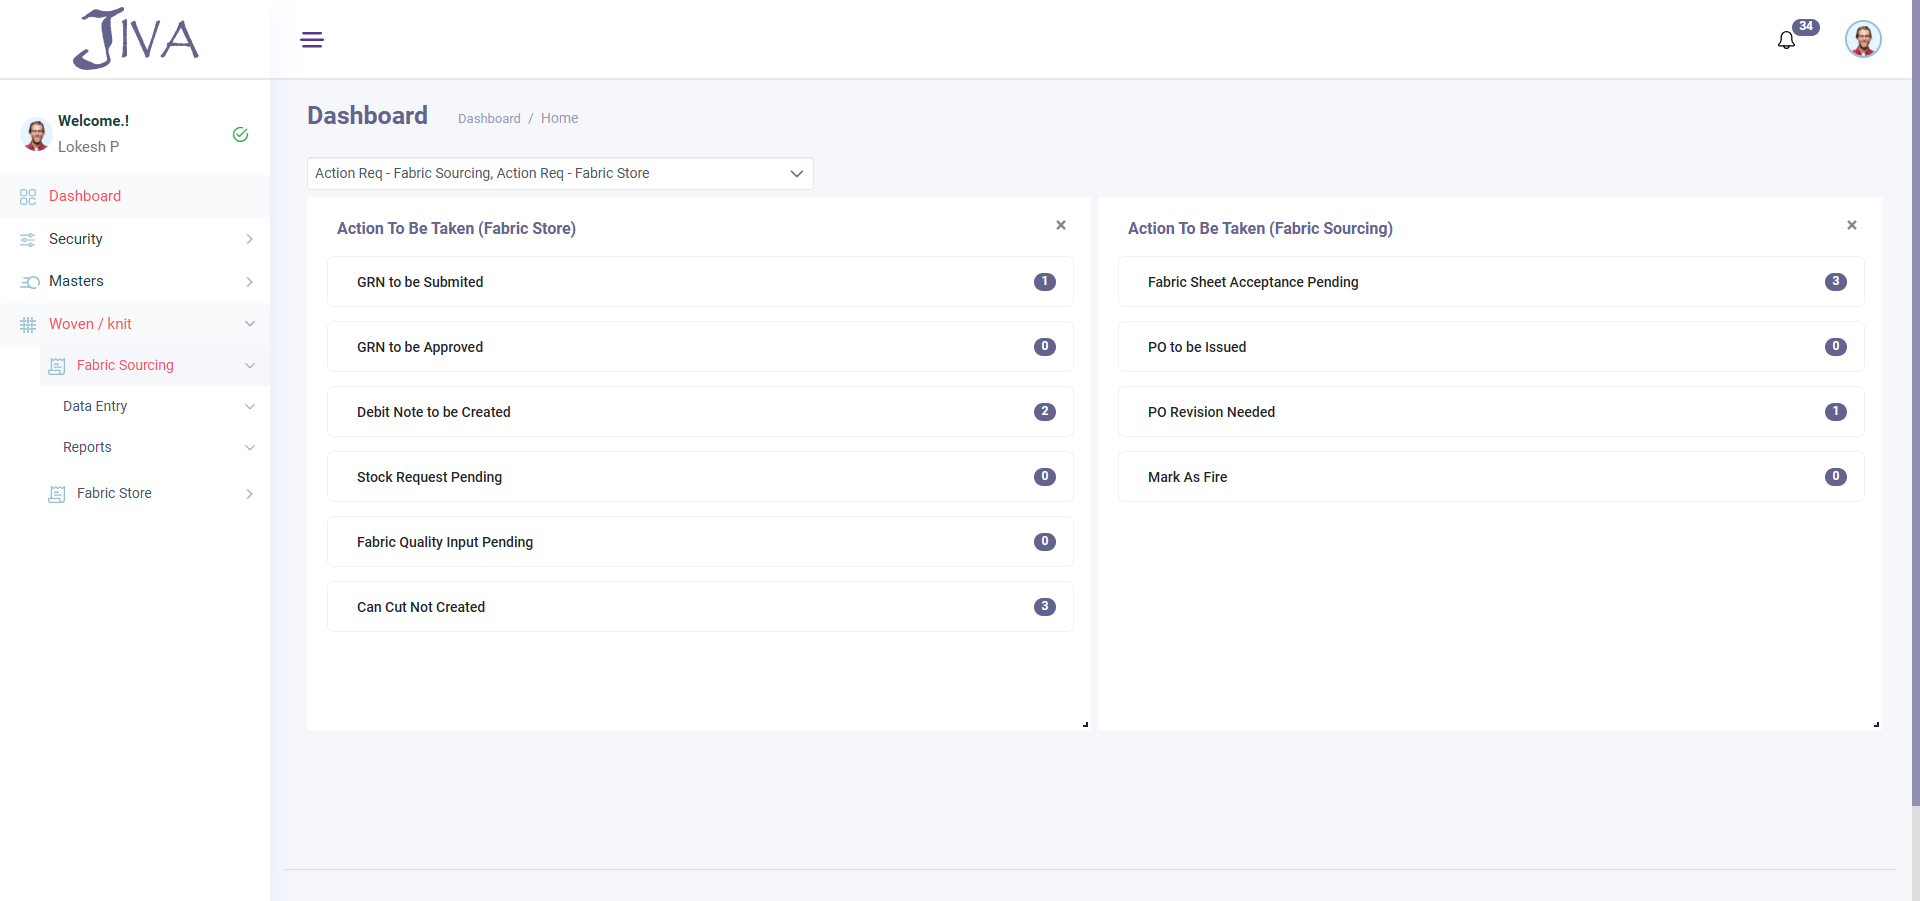 JIVA
34
Welcome.!
Lokesh P
Dashboard
Security
Masters
Woven / knit
Fabric Sourcing
Data Entry
Reports
Fabric Store
Dashboard
Dashboard / Home
Action Req - Fabric Sourcing, Action Req - Fabric Store
Action To Be Taken (Fabric Store)
×
GRN to be Submited 1
GRN to be Approved 0
Debit Note to be Created 2
Stock Request Pending 0
Fabric Quality Input Pending 0
Can Cut Not Created 3
Action To Be Taken (Fabric Sourcing)
×
Fabric Sheet Acceptance Pending 3
PO to be Issued 0
PO Revision Needed 1
Mark As Fire 0